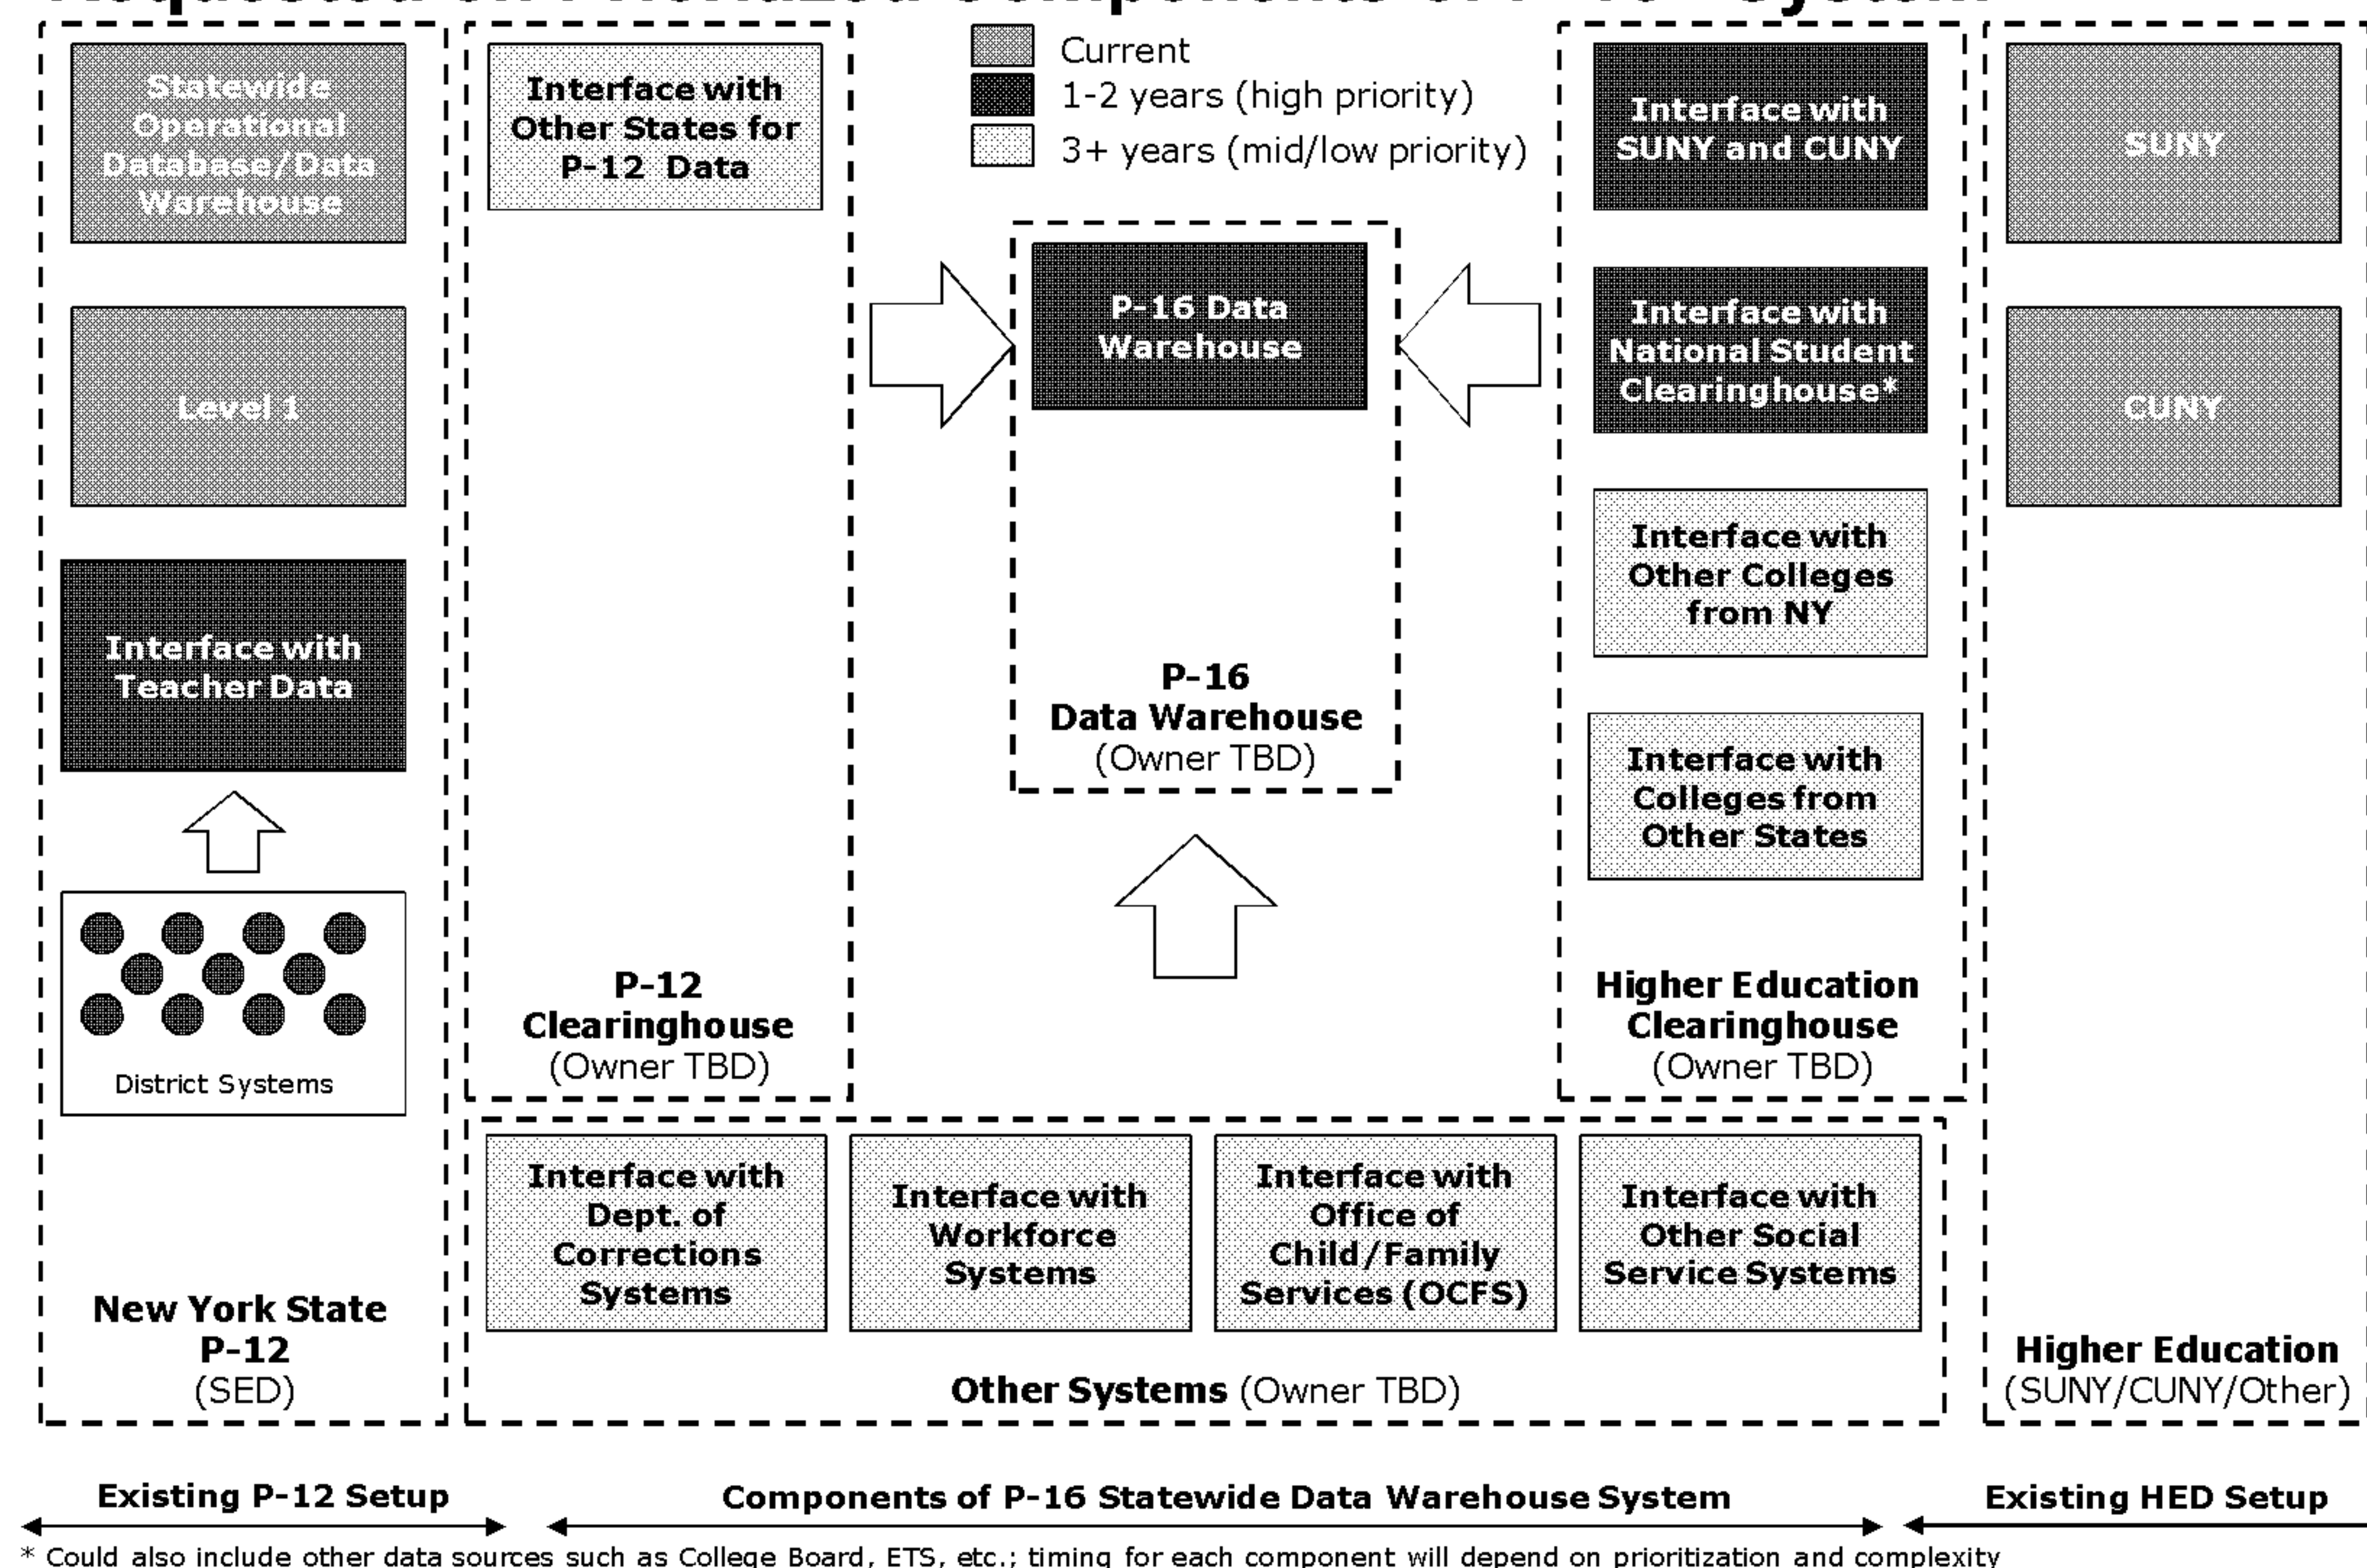 Current
1-2 years (high priority)
3+ years (mid/low priority)
Statewide
Operational
Database/Data
Warehouse
Level 1
Interface with
Teacher Data
District Systems
New York State
P-12
(SED)
Interface with
Other States for
P-12 Data
P-12
Clearinghouse
(Owner TBD)
P-16 Data
Warehouse
P-16
Data Warehouse
(Owner TBD)
Interface with
SUNY and CUNY
Interface with
National Student
Clearinghouse*
Interface with
Other Colleges
from NY
Interface with
Colleges from
Other States
Higher Education
Clearinghouse
(Owner TBD)
SUNY
CUNY
Higher Education
(SUNY/CUNY/Other)
Interface with
Dept. of
Corrections
Systems
Interface with
Workforce
Systems
Interface with
Office of
Child/Family
Services (OCFS)
Interface with
Other Social
Service Systems
Other Systems (Owner TBD)
Existing P-12 Setup
Components of P-16 Statewide Data Warehouse System
Existing HED Setup
* Could also include other data sources such as College Board, ETS, etc.; timing for each component will depend on prioritization and complexity